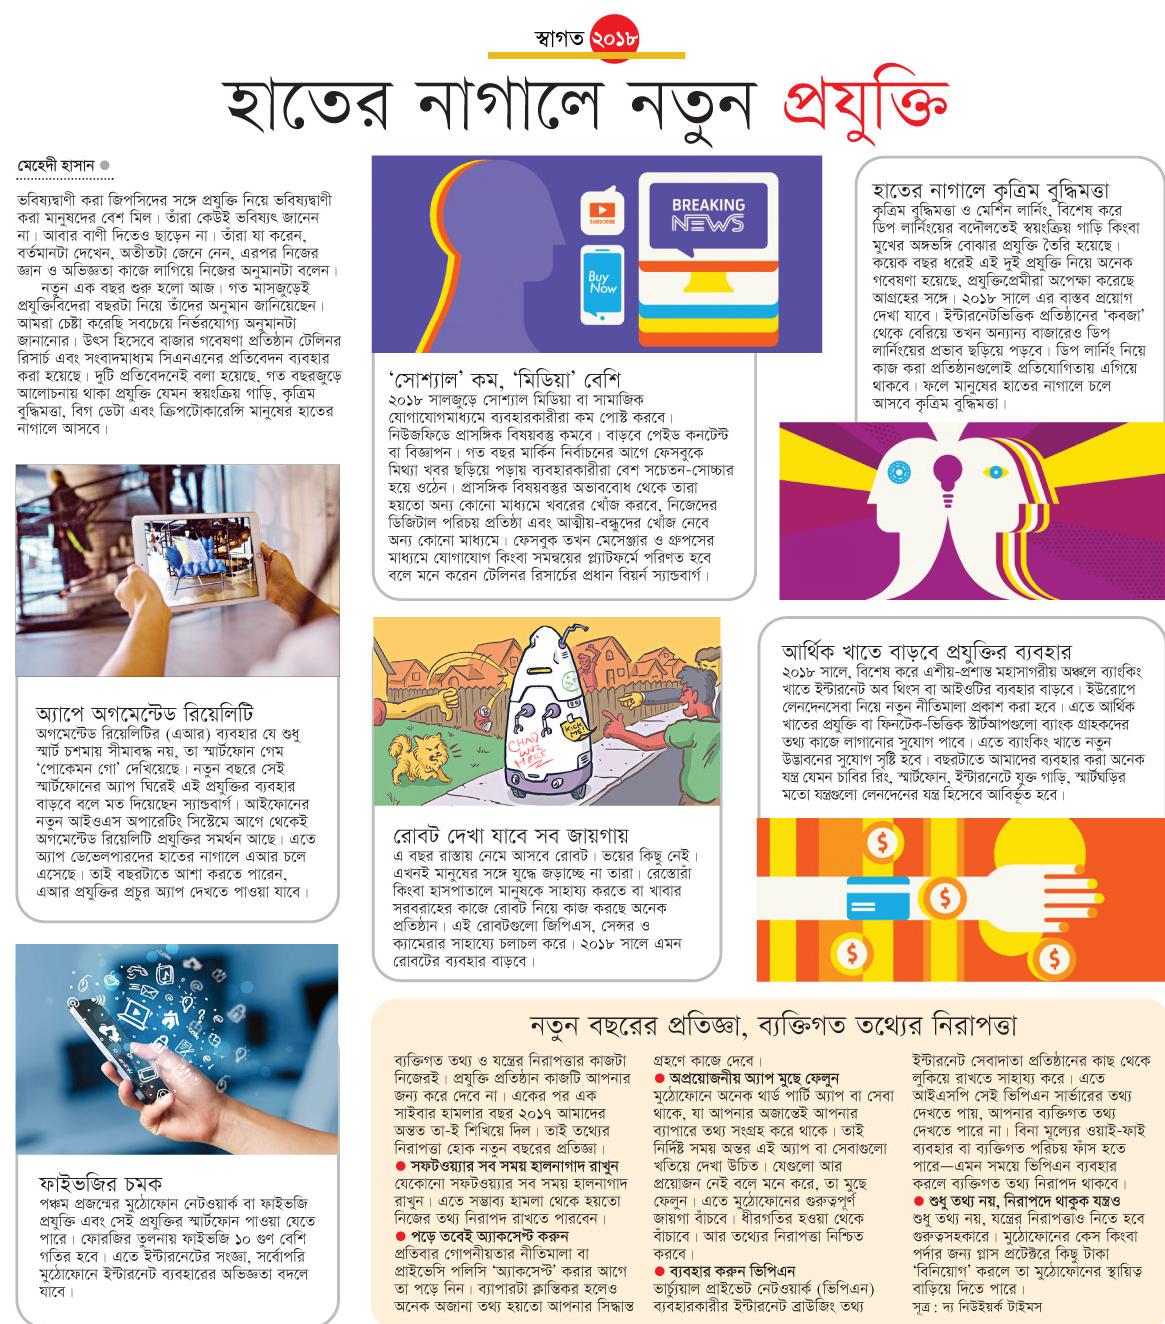 স্বাগত ২০১৮
হাতের নাগালে নতুন প্রযুক্তি
মেহেদী হাসান
ভবিষ্যদ্বাণী করা জিপসিদের সঙ্গে প্রযুক্তি নিয়ে ভবিষ্যদ্বাণী
করা মানুষদের বেশ মিল। তাঁরা কেউই ভবিষ্যৎ জানেন
না। আবার বাণী দিতেও ছাড়েন না। তাঁরা যা করেন,
বর্তমানটা দেখেন, অতীতটা জেনে নেন, এরপর নিজের
জ্ঞান ও অভিজ্ঞতা কাজে লাগিয়ে নিজের অনুমানটা বলেন।
নতুন এক বছর শুরু হলো আজ। গত মাসজুড়েই
প্রযুক্তিবিদেরা বছরটা নিয়ে তাঁদের অনুমান জানিয়েছেন।
আমরা চেষ্টা করেছি সবচেয়ে নির্ভরযোগ্য অনুমানটা
জানানোর। উৎস হিসেবে বাজার গবেষণা প্রতিষ্ঠান টেলিনর
রিসার্চ এবং সংবাদমাধ্যম সিএনএনের প্রতিবেদন ব্যবহার
করা হয়েছে। দুটি প্রতিবেদনেই বলা হয়েছে, গত বছরজুড়ে
আলোচনায় থাকা প্রযুক্তি যেমন স্বয়ংক্রিয় গাড়ি, কৃত্রিম
বুদ্ধিমত্তা, বিগ ডেটা এবং ক্রিপটোকারেন্সি মানুষের হাতের
নাগালে আসবে।
অ্যাপে অগমেন্টেড রিয়েলিটি
অগমেন্টেড রিয়েলিটির (এআর) ব্যবহার যে শুধু
স্মার্ট চশমায় সীমাবদ্ধ নয়, তা স্মার্টফোন গেম
‘পোকেমন গো’ দেখিয়েছে। নতুন বছরে সেই
স্মার্টফোনের অ্যাপ ঘিরেই এই প্রযুক্তির ব্যবহার
বাড়বে বলে মত দিয়েছেন স্যান্ডবার্গ। আইফোনের
নতুন আইওএস অপারেটিং সিস্টেমে আগে থেকেই
অগমেন্টেড রিয়েলিটি প্রযুক্তির সমর্থন আছে। এতে
অ্যাপ ডেভেলপারদের হাতের নাগালে এআর চলে
এসেছে। তাই বছরটাতে আশা করতে পারেন,
এআর প্রযুক্তির প্রচুর অ্যাপ দেখতে পাওয়া যাবে।
ফাইভজির চমক
পঞ্চম প্রজন্মের মুঠোফোন নেটওয়ার্ক বা ফাইভজি
প্রযুক্তি এবং সেই প্রযুক্তির স্মার্টফোন পাওয়া যেতে
পারে। ফোরজির তুলনায় ফাইভজি ১০ গুণ বেশি
গতির হবে। এতে ইন্টারনেটের সংজ্ঞা, সর্বোপরি
মুঠোফোনে ইন্টারনেট ব্যবহারের অভিজ্ঞতা বদলে
যাবে।
SUBSCRIBE
Buy
Now
BREAKING
NEWS
‘সোশ্যাল’ কম, ‘মিডিয়া’ বেশি
২০১৮ সালজুড়ে সোশ্যাল মিডিয়া বা সামাজিক
যোগাযোগমাধ্যমে ব্যবহারকারীরা কম পোস্ট করবে।
নিউজফিডে প্রাসঙ্গিক বিষয়বস্তু কমবে। বাড়বে পেইড কনটেন্ট
বা বিজ্ঞাপন। গত বছর মার্কিন নির্বাচনের আগে ফেসবুকে
মিথ্যা খবর ছড়িয়ে পড়ায় ব্যবহারকারীরা বেশ সচেতন-সোচ্চার
হয়ে ওঠেন। প্রাসঙ্গিক বিষয়বস্তুর অভাববোধ থেকে তারা
হয়তো অন্য কোনো মাধ্যমে খবরের খোঁজ করবে, নিজেদের
ডিজিটাল পরিচয় প্রতিষ্ঠা এবং আত্মীয়-বন্ধুদের খোঁজ নেবে
অন্য কোনো মাধ্যমে। ফেসবুক তখন মেসেঞ্জার ও গ্রুপসের
মাধ্যমে যোগাযোগ কিংবা সমন্বয়ের প্ল্যাটফর্মে পরিণত হবে
বলে মনে করেন টেলিনর রিসার্চের প্রধান বিয়র্ন স্যান্ডবার্গ।
KICK
ME
CHAD
WUZ
HERE
রোবট দেখা যাবে সব জায়গায়
এ বছর রাস্তায় নেমে আসবে রোবট। ভয়ের কিছু নেই।
এখনই মানুষের সঙ্গে যুদ্ধে জড়াচ্ছে না তারা। রেস্তোরাঁ
কিংবা হাসপাতালে মানুষকে সাহায্য করতে বা খাবার
সরবরাহের কাজে রোবট নিয়ে কাজ করছে অনেক
প্রতিষ্ঠান। এই রোবটগুলো জিপিএস, সেন্সর ও
ক্যামেরার সাহায্যে চলাচল করে। ২০১৮ সালে এমন
রোবটের ব্যবহার বাড়বে।
হাতের নাগালে কৃত্রিম বুদ্ধিমত্তা
কৃত্রিম বুদ্ধিমত্তা ও মেশিন লার্নিং, বিশেষ করে
ডিপ লার্নিংয়ের বদৌলতেই স্বয়ংক্রিয় গাড়ি কিংবা
মুখের অঙ্গভঙ্গি বোঝার প্রযুক্তি তৈরি হয়েছে।
কয়েক বছর ধরেই এই দুই প্রযুক্তি নিয়ে অনেক
গবেষণা হয়েছে, প্রযুক্তিপ্রেমীরা অপেক্ষা করেছে
আগ্রহের সঙ্গে। ২০১৮ সালে এর বাস্তব প্রয়োগ
দেখা যাবে। ইন্টারনেটভিত্তিক প্রতিষ্ঠানের ‘কবজা’
থেকে বেরিয়ে তখন অন্যান্য বাজারেও ডিপ
লার্নিংয়ের প্রভাব ছড়িয়ে পড়বে। ডিপ লার্নিং নিয়ে
কাজ করা প্রতিষ্ঠানগুলোই প্রতিযোগিতায় এগিয়ে
থাকবে। ফলে মানুষের হাতের নাগালে চলে
আসবে কৃত্রিম বুদ্ধিমত্তা।
আর্থিক খাতে বাড়বে প্রযুক্তির ব্যবহার
২০১৮ সালে, বিশেষ করে এশীয়-প্রশান্ত মহাসাগরীয় অঞ্চলে ব্যাংকিং
খাতে ইন্টারনেট অব থিংস বা আইওটির ব্যবহার বাড়বে। ইউরোপে
লেনদেনসেবা নিয়ে নতুন নীতিমালা প্রকাশ করা হবে। এতে আর্থিক
খাতের প্রযুক্তি বা ফিনটেক-ভিত্তিক স্টার্টআপগুলো ব্যাংক গ্রাহকদের
তথ্য কাজে লাগানোর সুযোগ পাবে। এতে ব্যাংকিং খাতে নতুন
উদ্ভাবনের সুযোগ সৃষ্টি হবে। বছরটাতে আমাদের ব্যবহার করা অনেক
যন্ত্র যেমন চাবির রিং, স্মার্টফোন, ইন্টারনেটে যুক্ত গাড়ি, স্মার্টঘড়ির
মতো যন্ত্রগুলো লেনদেনের যন্ত্র হিসেবে আবির্ভূত হবে।
$
$
$
$
নতুন বছরের প্রতিজ্ঞা, ব্যক্তিগত তথ্যের নিরাপত্তা
ব্যক্তিগত তথ্য ও যন্ত্রের নিরাপত্তার কাজটা
নিজেরই। প্রযুক্তি প্রতিষ্ঠান কাজটি আপনার
জন্য করে দেবে না। একের পর এক
সাইবার হামলার বছর ২০১৭ আমাদের
অন্তত তা-ই শিখিয়ে দিল। তাই তথ্যের
নিরাপত্তা হোক নতুন বছরের প্রতিজ্ঞা।
● সফটওয়্যার সব সময় হালনাগাদ রাখুন
যেকোনো সফটওয়্যার সব সময় হালনাগাদ
রাখুন। এতে সম্ভাব্য হামলা থেকে হয়তো
নিজের তথ্য নিরাপদ রাখতে পারবেন।
● পড়ে তবেই অ্যাকসেপ্ট করুন
প্রতিবার গোপনীয়তার নীতিমালা বা
প্রাইভেসি পলিসি ‘অ্যাকসেপ্ট’ করার আগে
তা পড়ে নিন। ব্যাপারটা ক্লান্তিকর হলেও
অনেক অজানা তথ্য হয়তো আপনার সিদ্ধান্ত
গ্রহণে কাজে দেবে।
● অপ্রয়োজনীয় অ্যাপ মুছে ফেলুন
মুঠোফোনে অনেক থার্ড পার্টি অ্যাপ বা সেবা
থাকে, যা আপনার অজান্তেই আপনার
ব্যাপারে তথ্য সংগ্রহ করে থাকে। তাই
নির্দিষ্ট সময় অন্তর এই অ্যাপ বা সেবাগুলো
খতিয়ে দেখা উচিত। যেগুলো আর
প্রয়োজন নেই বলে মনে করে, তা মুছে
ফেলুন। এতে মুঠোফোনের গুরুত্বপূর্ণ
জায়গা বাঁচবে। ধীরগতির হওয়া থেকে
বাঁচাবে। আর তথ্যের নিরাপত্তা নিশ্চিত
করবে।
● ব্যবহার করুন ভিপিএন
ভার্চ্যুয়াল প্রাইভেট নেটওয়ার্ক (ভিপিএন)
ব্যবহারকারীর ইন্টারনেট ব্রাউজিং তথ্য
ইন্টারনেট সেবাদাতা প্রতিষ্ঠানের কাছ থেকে
লুকিয়ে রাখতে সাহায্য করে। এতে
আইএসপি সেই ভিপিএন সার্ভারের তথ্য
দেখতে পায়, আপনার ব্যক্তিগত তথ্য
দেখতে পারে না। বিনা মূল্যের ওয়াই-ফাই
ব্যবহার বা ব্যক্তিগত পরিচয় ফাঁস হতে
পারে—এমন সময়ে ভিপিএন ব্যবহার
করলে ব্যক্তিগত তথ্য নিরাপদ থাকবে।
● শুধু তথ্য নয়, নিরাপদে থাকুক যন্ত্রও
শুধু তথ্য নয়, যন্ত্রের নিরাপত্তাও নিতে হবে
গুরুত্বসহকারে। মুঠোফোনের কেস কিংবা
পর্দার জন্য গ্লাস প্রটেক্টরে কিছু টাকা
‘বিনিয়োগ’ করলে তা মুঠোফোনের স্থায়িত্ব
বাড়িয়ে দিতে পারে।
সূত্র: দ্য নিউইয়র্ক টাইমস